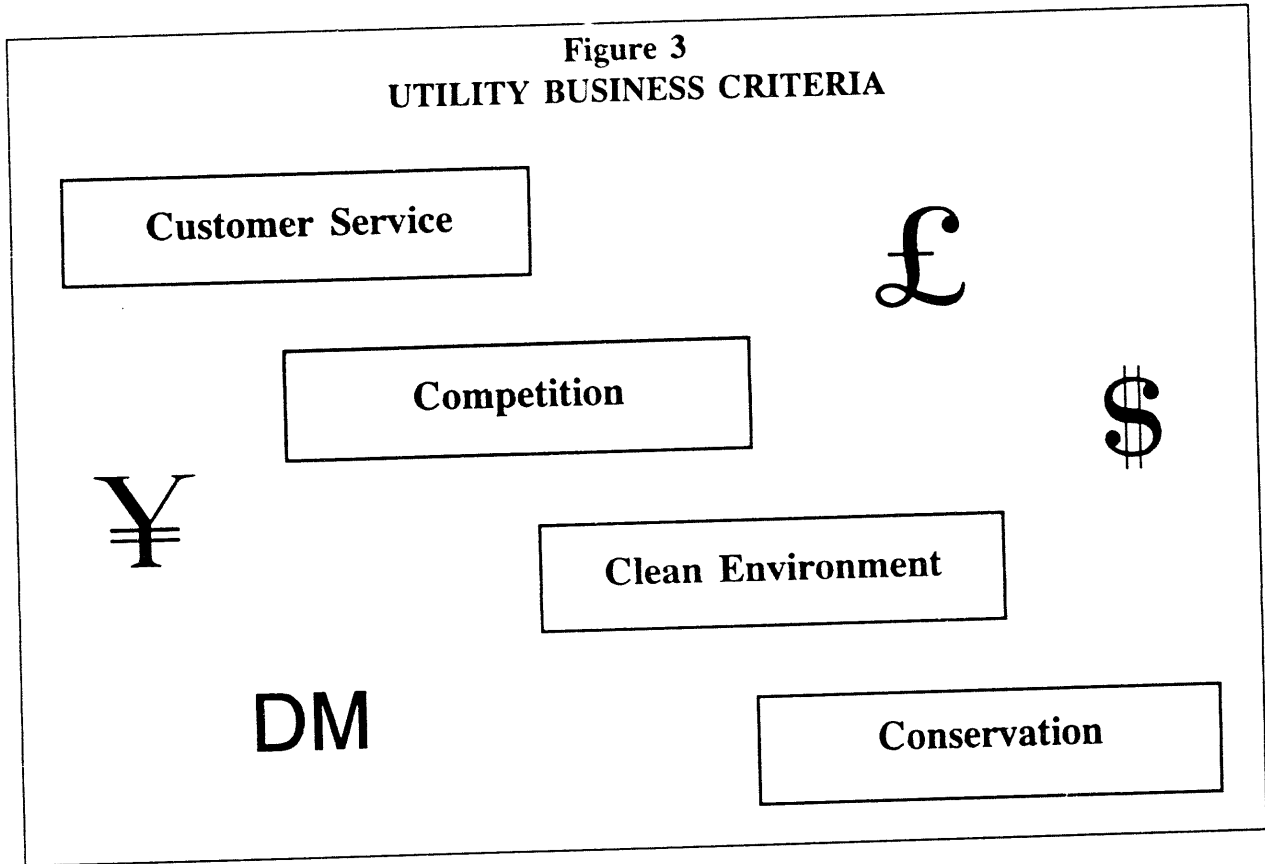 Figure 3
UTILITY BUSINESS CRITERIA
Customer Service
£
Competition
$
¥
Clean Environment
DM
Conservation